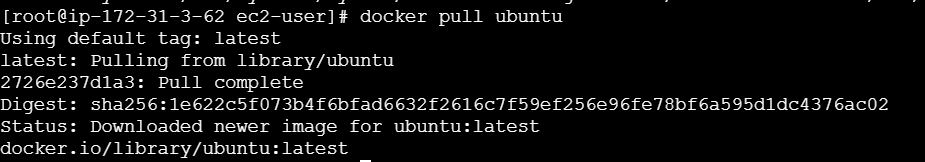 [root@ip-172-31-3-62 ec2-user]# docker pull ubuntu
Using default tag: latest
latest: Pulling from library/ubuntu
2726e237d1a3: Pull complete
Digest: sha256:1e622c5f073b4f6bfad6632f2616c7f59ef256e96fe78bf6a595d1dc4376ac02
Status: Downloaded newer image for ubuntu:latest
docker.io/library/ubuntu:latest